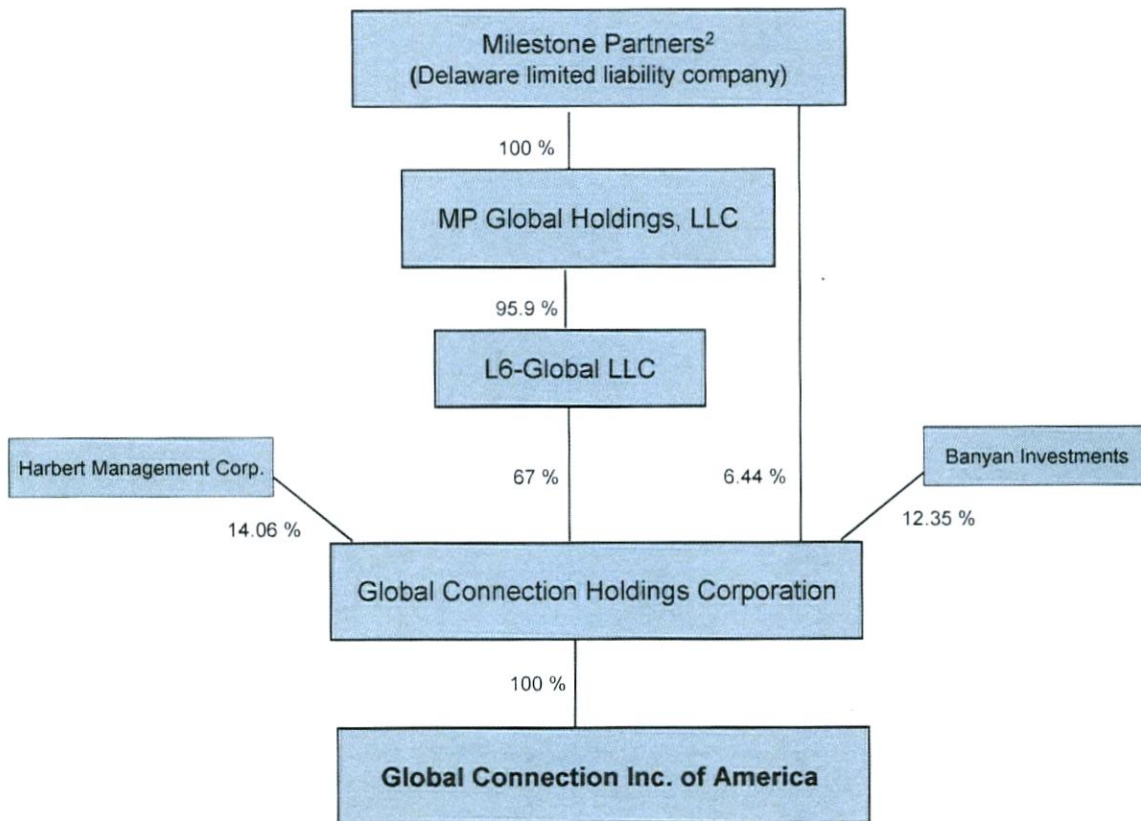 Milestone Partners²
(Delaware limited liability company)
100 %
MP Global Holdings, LLC
95.9 %
L6-Global LLC
Harbert Management Corp.
Banyan Investments
67 %
6.44 %
14.06 %
12.35 %
Global Connection Holdings Corporation
100 %
Global Connection Inc. of America